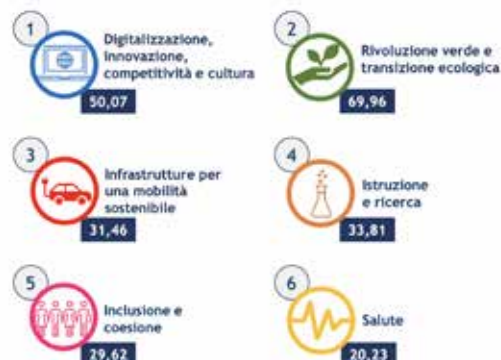 1
Digitalizzazione,
innovazione,
competitività e cultura
50,07
2
Rivoluzione verde e
transizione ecologica
69,96
3
Infrastrutture per
una mobilità
sostenibile
31,46
4
Istruzione
e ricerca
33,81
5
Inclusione e
coesione
29,62
6
Salute
20,23